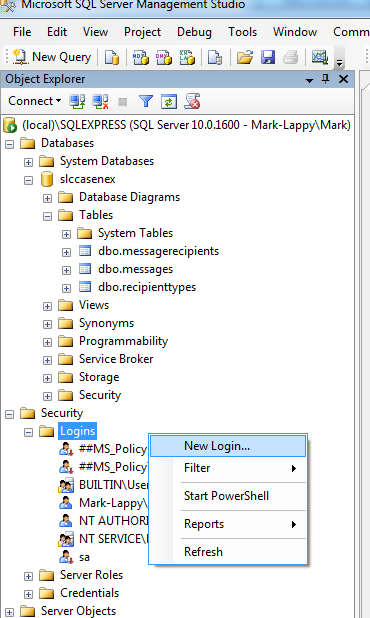 Microsoft SQL Server Management Studio
File Edit View Project Debug Tools Window
New Query
Object Explorer
Connect
(local)\SQLEXPRESS (SQL Server 10.0.1600 - Mark-Lappy\Mark)
Databases
System Databases
slccasenex
Database Diagrams
Tables
System Tables
dbo.messagerecipients
dbo.messages
dbo.recipienttypes
Views
Synonyms
Programmability
Service Broker
Storage
Security
Security
Logins
##MS_Policy
##MS_Policy
BUILTIN\User
Mark-Lappy\
NT AUTHORI
NT SERVICE\
sa
New Login...
Filter
Start PowerShell
Reports
Refresh
Server Roles
Credentials
Server Objects